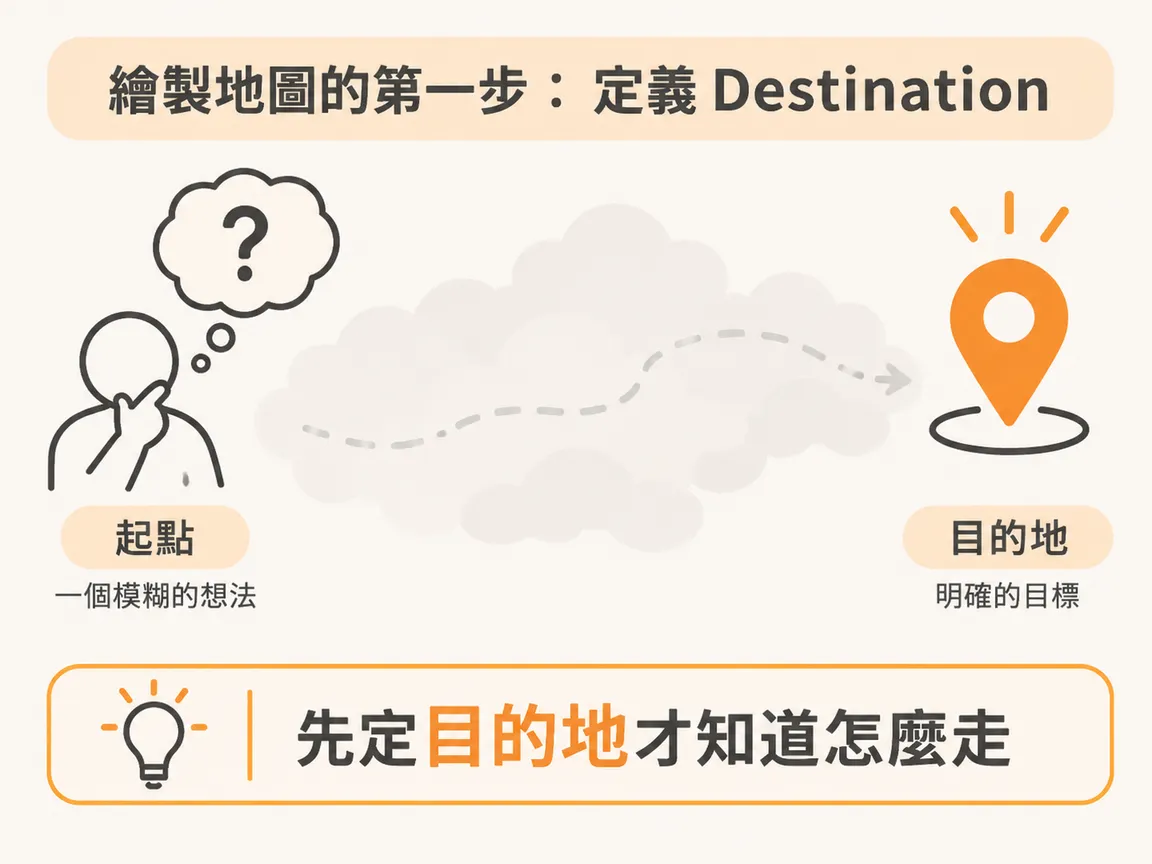 繪製地圖的第一步： 定義 Destination
?
起點
一個模糊的想法
目的地
明確的目標
先定目的地才知道怎麼走